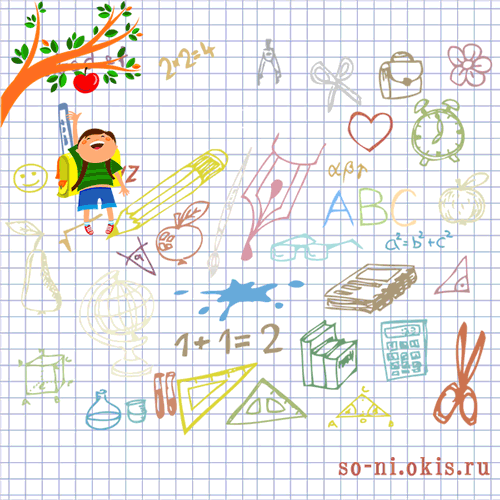 2×2=4
αβγ
ABC
a²=b²+c²
1+1=2
so-ni.okis.ru